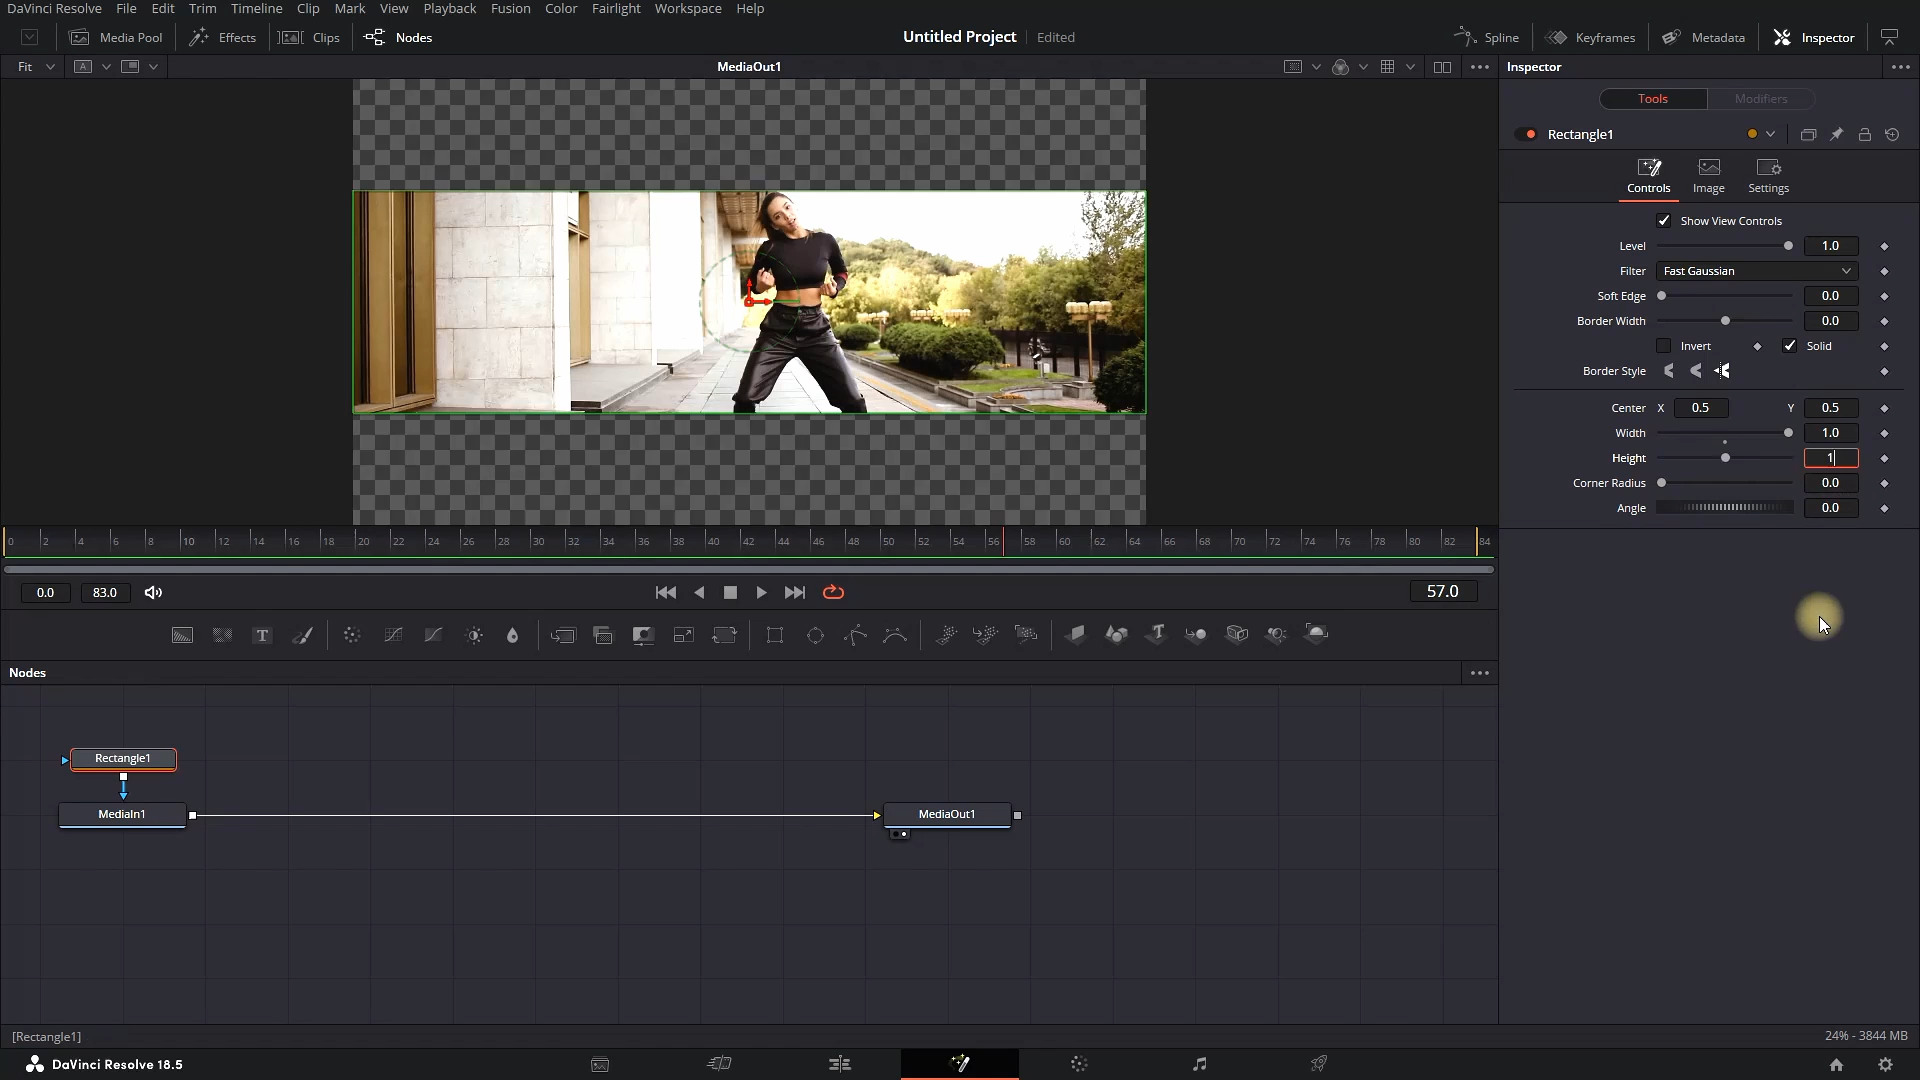 DaVinci Resolve File Edit Trim Timeline Clip Mark View Playback Fusion Color Fairlight Workspace Help
Media Pool Effects Clips Nodes Untitled Project Edited Spline Keyframes Metadata Inspector
Fit A MediaOut1 Inspector
Tools Modifiers
Rectangle1
Controls Image Settings
Show View Controls
Level 1.0
Filter Fast Gaussian
Soft Edge 0.0
Border Width 0.0
Invert Solid
Border Style
Center X 0.5 Y 0.5
Width 1.0
Height 1
Corner Radius 0.0
Angle 0.0
0 2 4 6 8 10 12 14 16 18 20 22 24 26 28 30 32 34 36 38 40 42 44 46 48 50 52 54 56 58 60 62 64 66 68 70 72 74 76 78 80 82 84
0.0 83.0 57.0
T T
Nodes
Rectangle1
MediaIn1 MediaOut1
[Rectangle1] 24% - 3844 MB
DaVinci Resolve 18.5